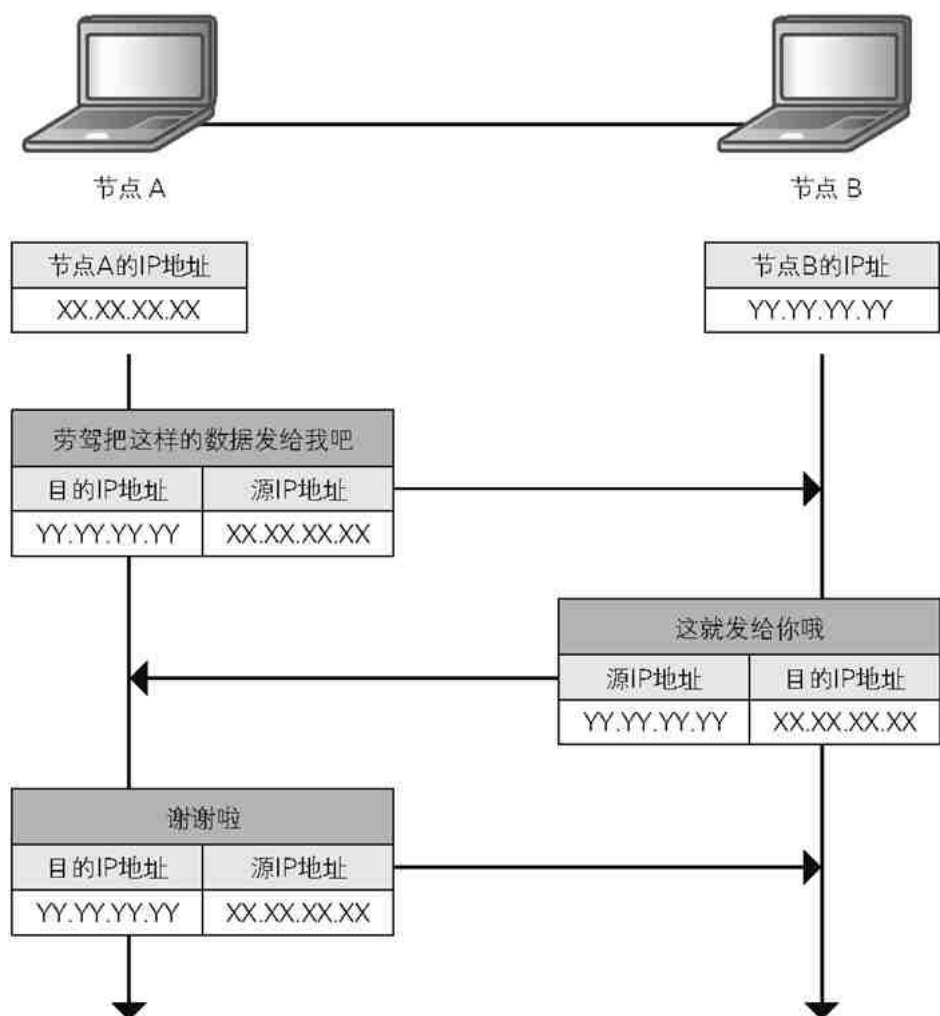 节点 A
节点 B
节点A的IP地址
XX.XX.XX.XX
节点B的IP址
YY.YY.YY.YY
劳驾把这样的数据发给我吧
目的IP地址 源IP地址
YY.YY.YY.YY XX.XX.XX.XX
这就发给你哦
源IP地址 目的IP地址
YY.YY.YY.YY XX.XX.XX.XX
谢谢啦
目的IP地址 源IP地址
YY.YY.YY.YY XX.XX.XX.XX